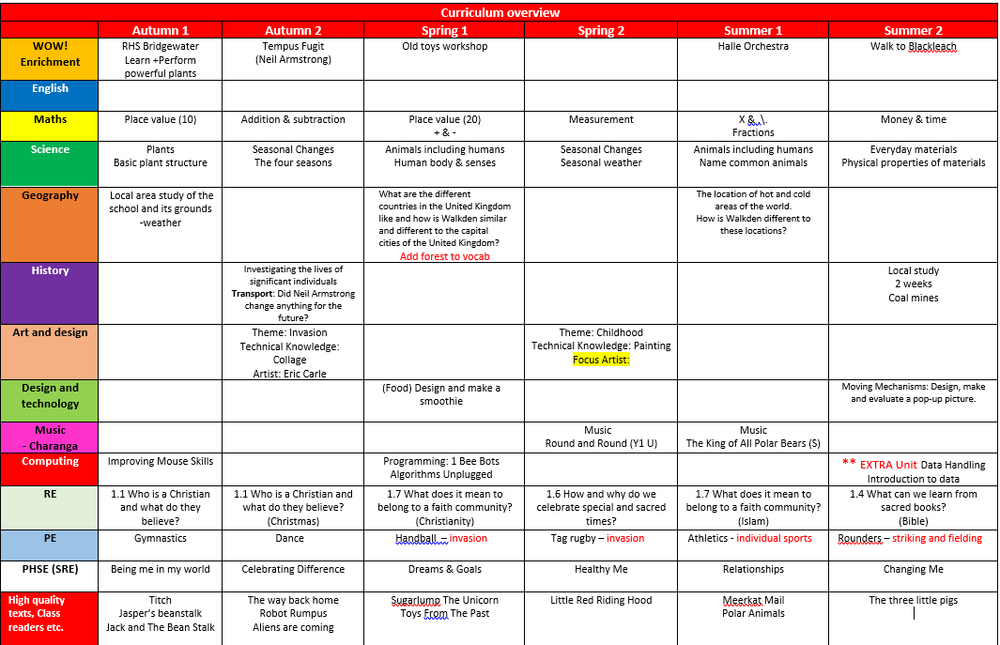 Curriculum overview
Autumn 1 Autumn 2 Spring 1 Spring 2 Summer 1 Summer 2
WOW!
Enrichment
RHS Bridgewater
Learn +Perform
powerful plants
Tempus Fugit
(Neil Armstrong)
Old toys workshop
Halle Orchestra
Walk to Blackleach
English
Maths
Place value (10)
Addition & subtraction
Place value (20)
+ & -
Measurement
X & \.
Fractions
Money & time
Science
Plants
Basic plant structure
Seasonal Changes
The four seasons
Animals including humans
Human body & senses
Seasonal Changes
Seasonal weather
Animals including humans
Name common animals
Everyday materials
Physical properties of materials
Geography
Local area study of the
school and its grounds
-weather
What are the different
countries in the United Kingdom
like and how is Walkden similar
and different to the capital
cities of the United Kingdom?
Add forest to vocab
The location of hot and cold
areas of the world.
How is Walkden different to
these locations?
History
Investigating the lives of
significant individuals
Transport: Did Neil Armstrong
change anything for the
future?
Local study
2 weeks
Coal mines
Art and design
Theme: Invasion
Technical Knowledge:
Collage
Artist: Eric Carle
Theme: Childhood
Technical Knowledge: Painting
Focus Artist:
Design and
technology
(Food) Design and make a
smoothie
Moving Mechanisms: Design, make
and evaluate a pop-up picture.
Music
- Charanga
Music
Round and Round (Y1 U)
Music
The King of All Polar Bears (S)
Computing
Improving Mouse Skills
Programming: 1 Bee Bots
Algorithms Unplugged
** EXTRA Unit Data Handling
Introduction to data
RE
1.1 Who is a Christian
and what do they
believe?
1.1 Who is a Christian and
what do they believe?
(Christmas)
1.7 What does it mean to
belong to a faith community?
(Christianity)
1.6 How and why do we
celebrate special and sacred
times?
1.7 What does it mean to
belong to a faith community?
(Islam)
1.4 What can we learn from
sacred books?
(Bible)
PE
Gymnastics
Dance
Handball – invasion
Tag rugby – invasion
Athletics - individual sports
Rounders – striking and fielding
PHSE (SRE)
Being me in my world
Celebrating Difference
Dreams & Goals
Healthy Me
Relationships
Changing Me
High quality
texts, Class
readers etc.
Titch
Jasper's beanstalk
Jack and The Bean Stalk
The way back home
Robot Rumpus
Aliens are coming
Sugarlump The Unicorn
Toys From The Past
Little Red Riding Hood
Meerkat Mail
Polar Animals
The three little pigs